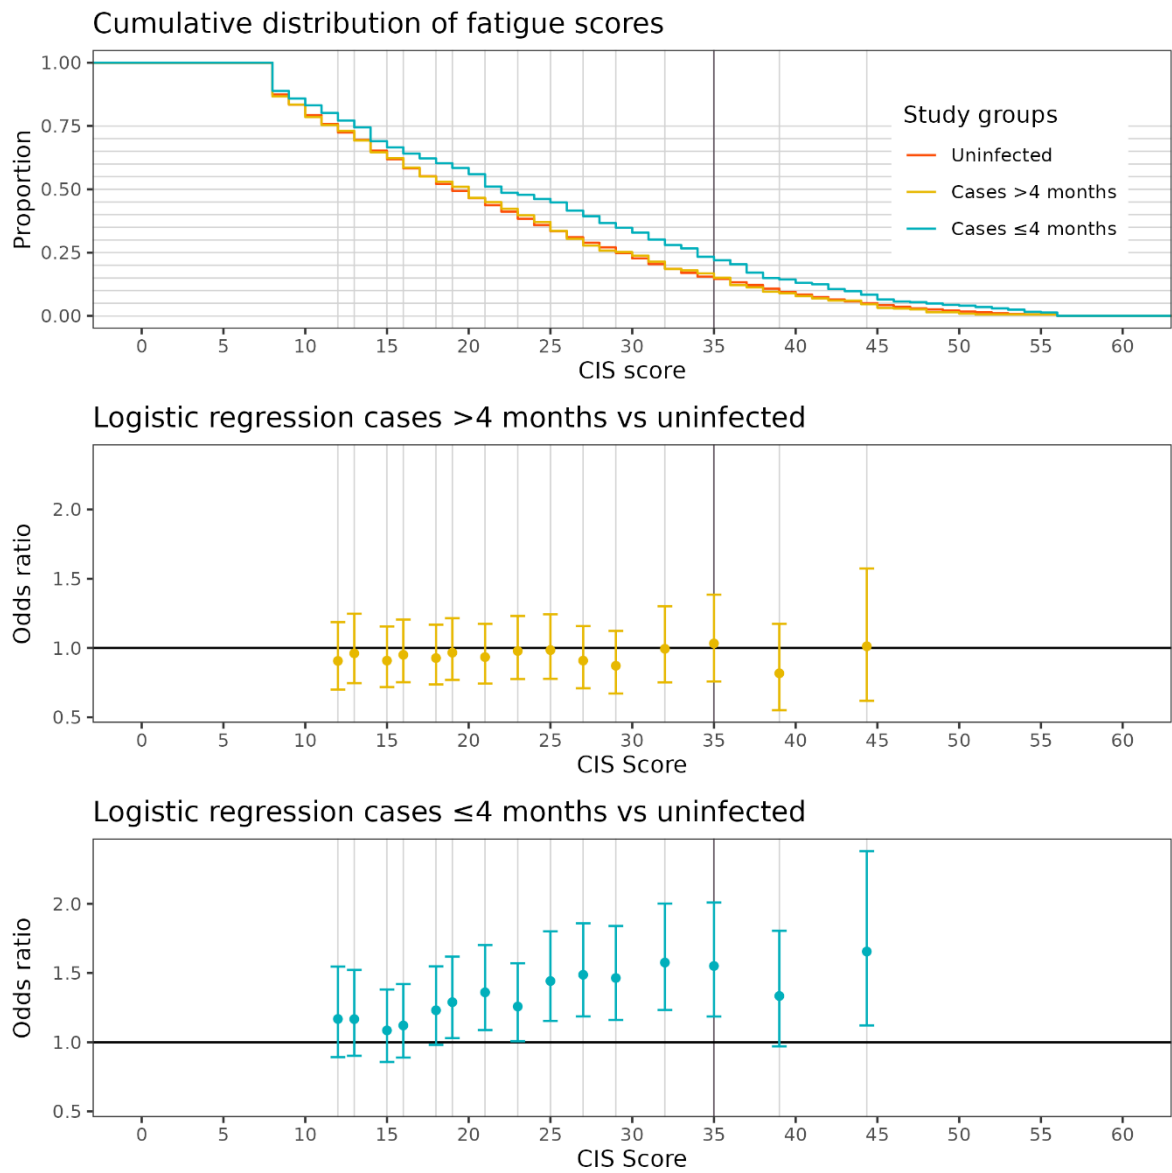 Cumulative distribution of fatigue scores
1.00
0.75
0.50
0.25
0.00
Proportion
Study groups
Uninfected
Cases >4 months
Cases ≤4 months
0 5 10 15 20 25 30 35 40 45 50 55 60
CIS score
Logistic regression cases >4 months vs uninfected
2.0
1.5
1.0
0.5
Odds ratio
0 5 10 15 20 25 30 35 40 45 50 55 60
CIS Score
Logistic regression cases ≤4 months vs uninfected
2.0
1.5
1.0
0.5
Odds ratio
0 5 10 15 20 25 30 35 40 45 50 55 60
CIS Score